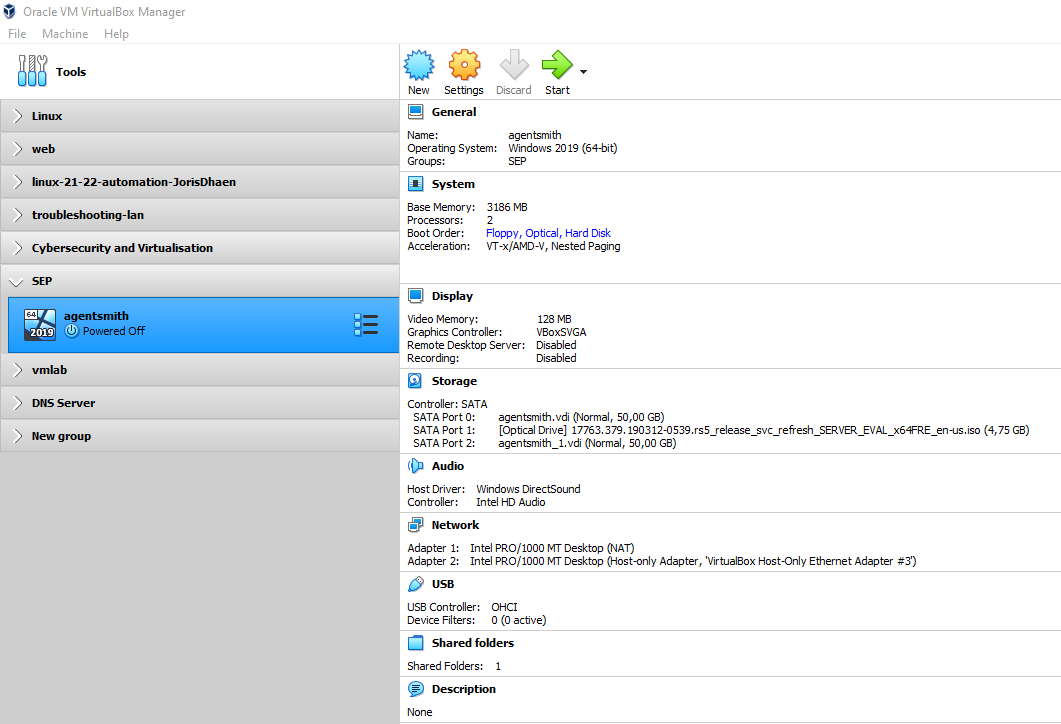 Oracle VM VirtualBox Manager
File Machine Help
Tools
New Settings Discard Start
Linux
web
linux-21-22-automation-JorisDhaen
troubleshooting-lan
Cybersecurity and Virtualisation
SEP
64
2019
agentsmith
Powered Off
vmlab
DNS Server
New group
General
Name: agentsmith
Operating System: Windows 2019 (64-bit)
Groups: SEP
System
Base Memory: 3186 MB
Processors: 2
Boot Order: Floppy, Optical, Hard Disk
Acceleration: VT-x/AMD-V, Nested Paging
Display
Video Memory: 128 MB
Graphics Controller: VBoxSVGA
Remote Desktop Server: Disabled
Recording: Disabled
Storage
Controller: SATA
SATA Port 0: agentsmith.vdi (Normal, 50,00 GB)
SATA Port 1: [Optical Drive] 17763.379.190312-0539.rs5_release_svc_refresh_SERVER_EVAL_x64FRE_en-us.iso (4,75 GB)
SATA Port 2: agentsmith_1.vdi (Normal, 50,00 GB)
Audio
Host Driver: Windows DirectSound
Controller: Intel HD Audio
Network
Adapter 1: Intel PRO/1000 MT Desktop (NAT)
Adapter 2: Intel PRO/1000 MT Desktop (Host-only Adapter, 'VirtualBox Host-Only Ethernet Adapter #3')
USB
USB Controller: OHCI
Device Filters: 0 (0 active)
Shared folders
Shared Folders: 1
Description
None